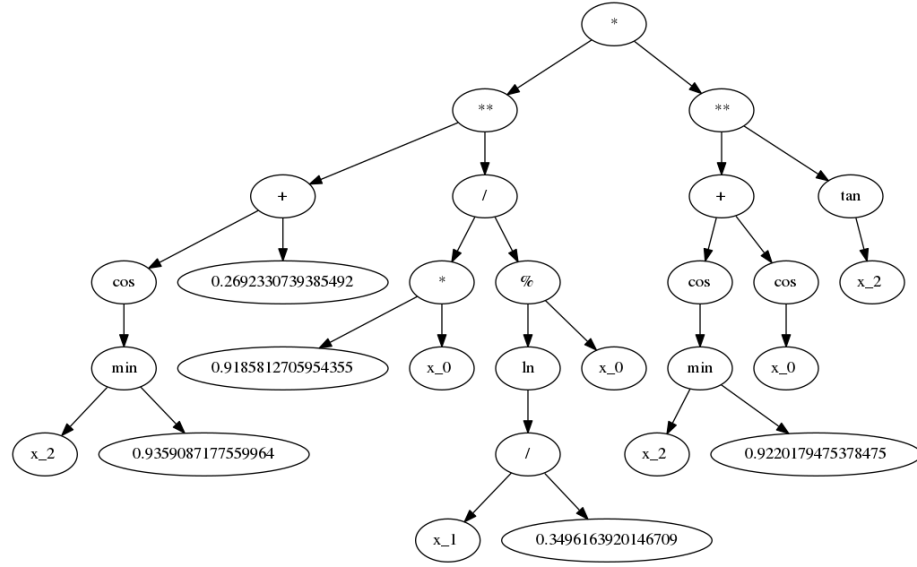 *
** **
+ / + tan
cos 0.2692330739385492 * % cos cos x_2
min 0.9185812705954355 x_0 ln x_0 min x_0
x_2 0.9359087177559964 / x_2 0.9220179475378475
x_1 0.3496163920146709